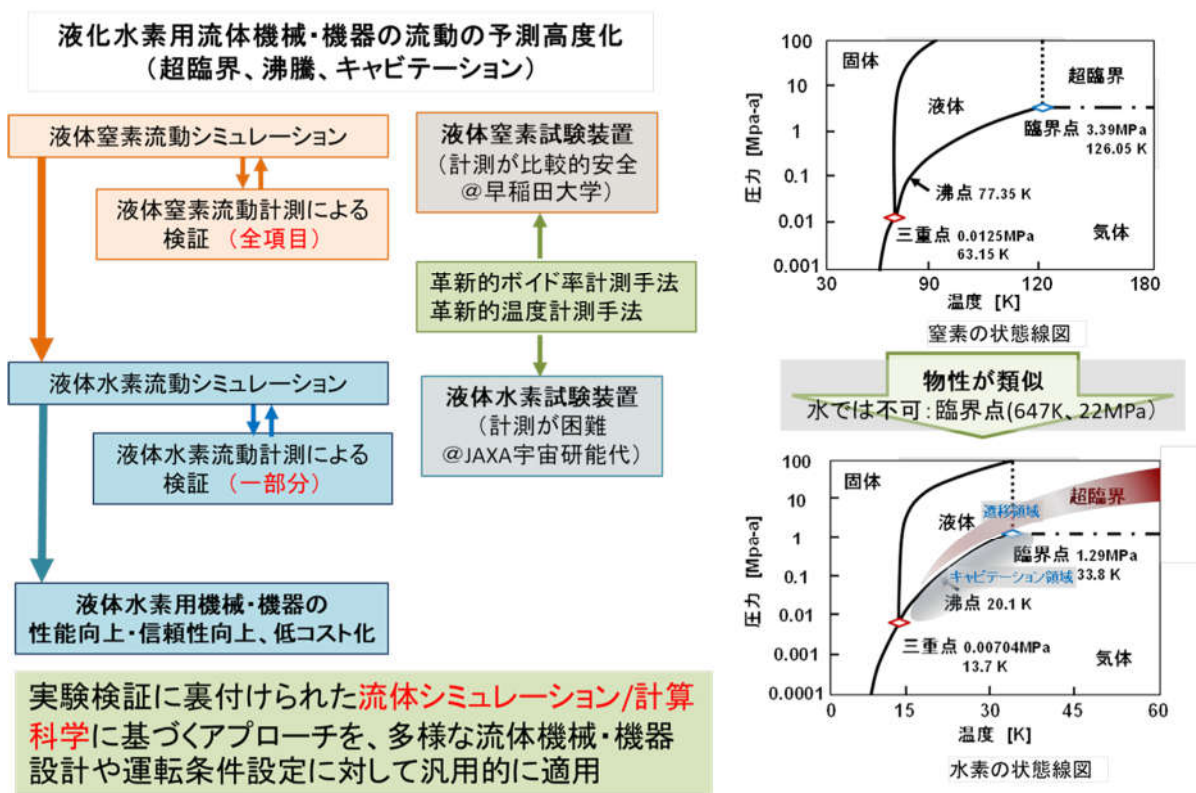 液化水素用流体機械・機器の流動の予測高度化
（超臨界、沸騰、キャビテーション）
液体窒素流動シミュレーション
液体窒素流動計測による
検証 （全項目）
液体水素流動シミュレーション
液体水素流動計測による
検証 （一部分）
液体水素用機械・機器の
性能向上・信頼性向上、低コスト化
液体窒素試験装置
（計測が比較的安全
@早稲田大学）
革新的ボイド率計測手法
革新的温度計測手法
液体水素試験装置
（計測が困難
@JAXA宇宙研能代）
実験検証に裏付けられた流体シミュレーション/計算
科学に基づくアプローチを、多様な流体機械・機器
設計や運転条件設定に対して汎用的に適用
圧力 [Mpa-a]
100
10
1
0.1
0.01
0.001
固体
液体
超臨界
臨界点 3.39MPa
126.05 K
沸点 77.35 K
三重点 0.0125MPa
63.15 K
気体
30 90 120 180
温度 [K]
窒素の状態線図
物性が類似
水では不可：臨界点(647K、22MPa）
圧力 [Mpa-a]
100
10
1
0.1
0.01
0.001
0.0001
固体
液体
遷移領域
超臨界
臨界点 1.29MPa
33.8 K
キャビテーション領域
沸点 20.1 K
三重点 0.00704MPa
13.7 K
気体
0 15 30 45 60
温度 [K]
水素の状態線図